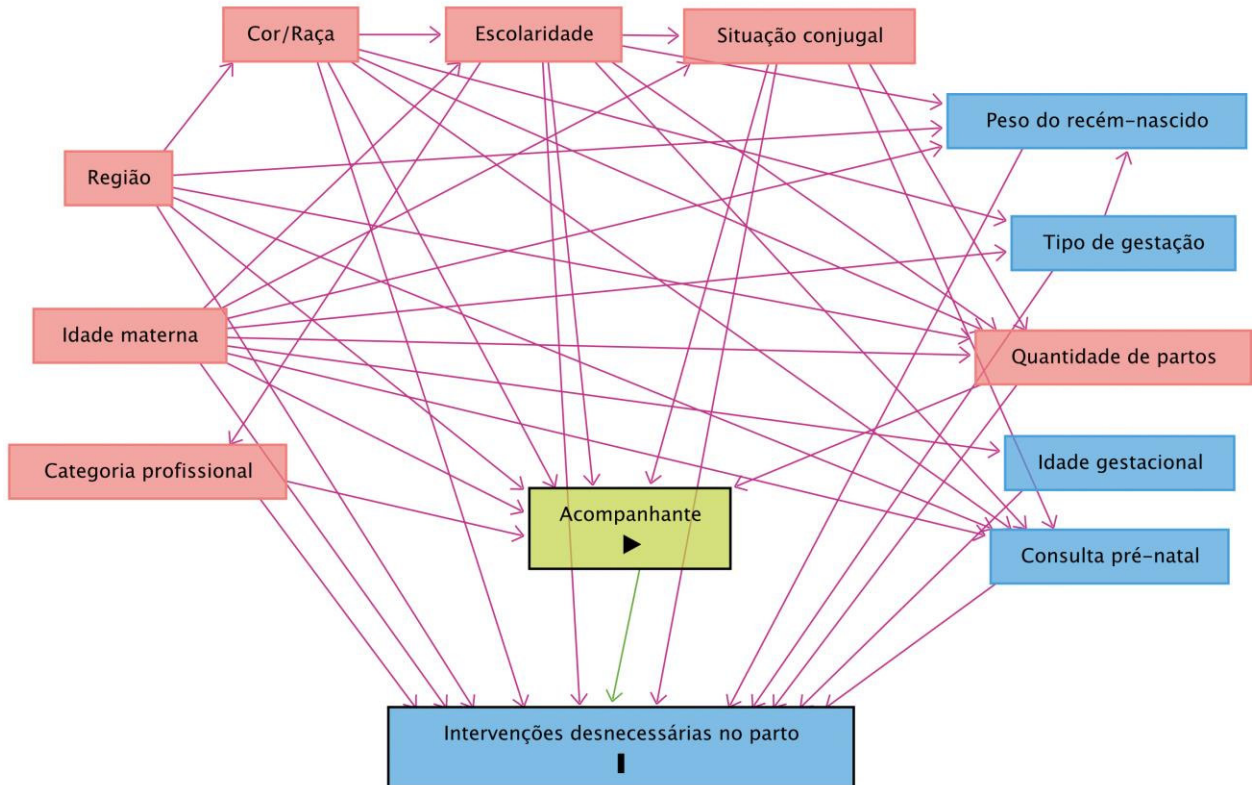 Cor/Raça
Escolaridade
Situação conjugal
Peso do recém-nascido
Região
Tipo de gestação
Idade materna
Quantidade de partos
Categoria profissional
Idade gestacional
Acompanhante
Consulta pré-natal
Intervenções desnecessárias no parto